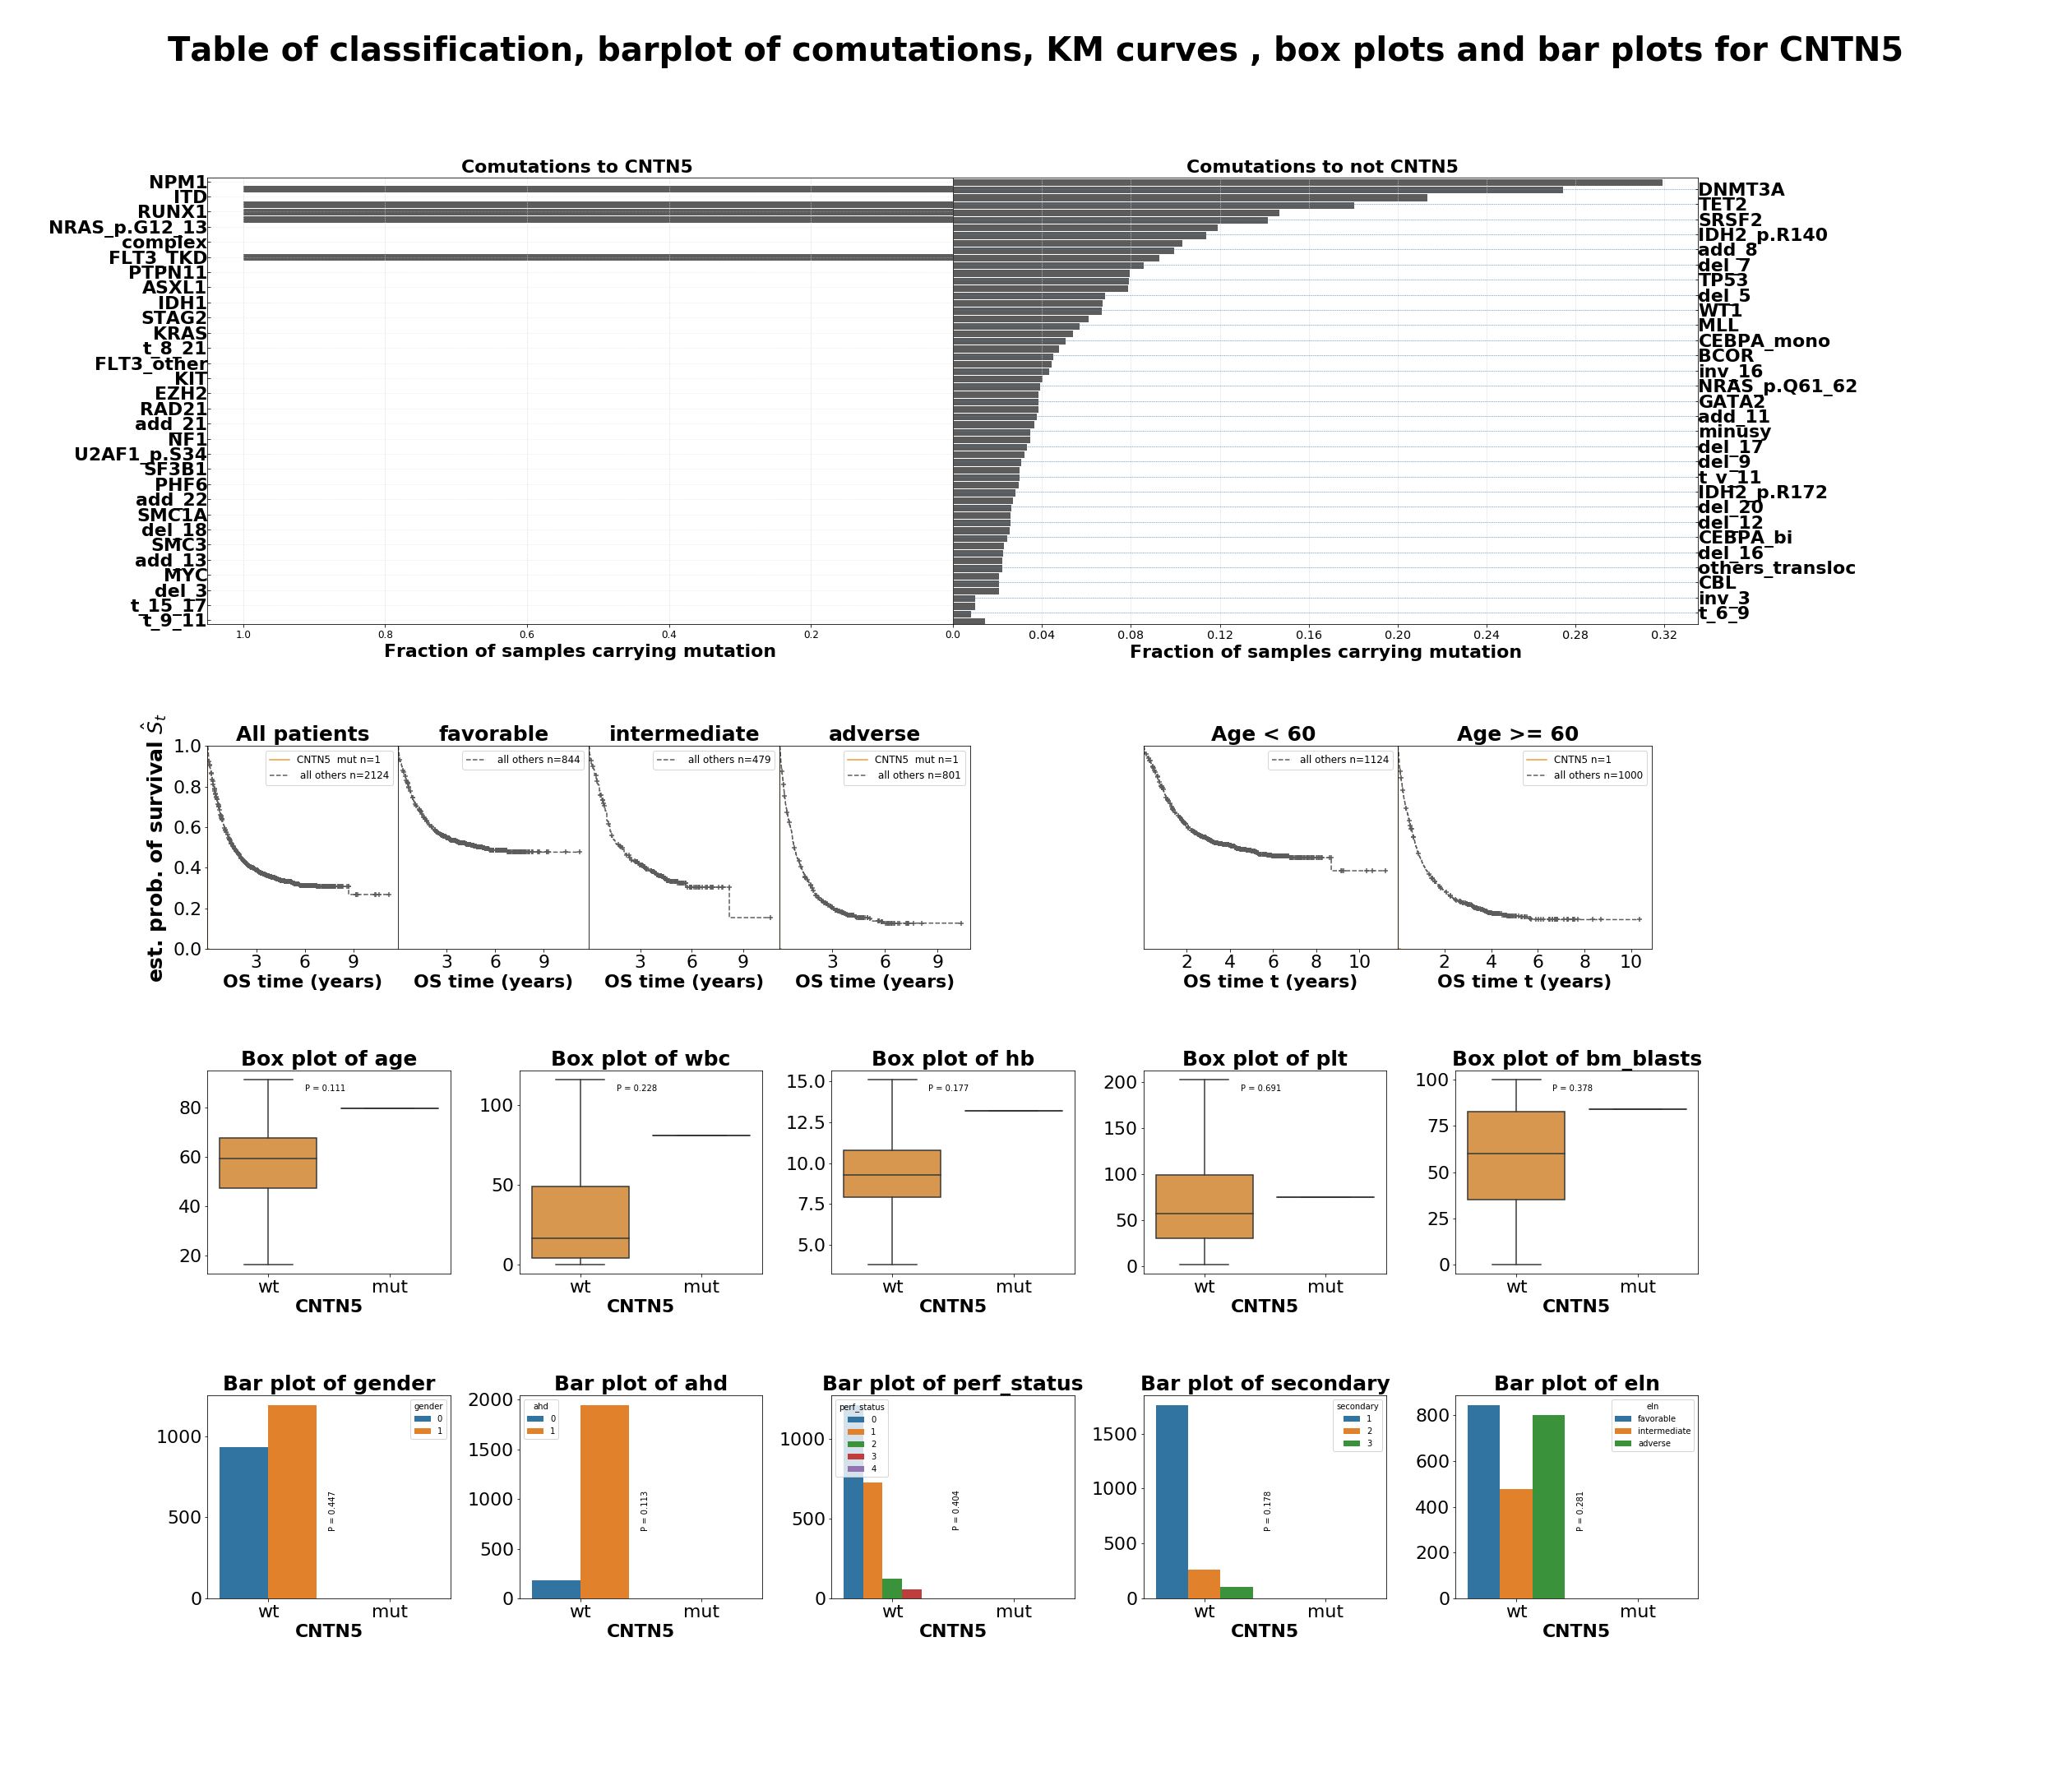 Table of classification, barplot of comutations, KM curves , box plots and bar plots for CNTN5
Comutations to CNTN5
Comutations to not CNTN5
NPM1
ITD
RUNX1
NRAS_p.G12_13
complex
FLT3_TKD
PTPN11
ASXL1
IDH1
STAG2
KRAS
t_8_21
FLT3_other
KIT
EZH2
RAD21
add_21
NF1
U2AF1_p.S34
SF3B1
PHF6
add_22
SMC1A
del_18
SMC3
add_13
MYC
del_3
t_15_17
t_9_11
DNMT3A
TET2
SRSF2
IDH2_p.R140
add_8
del_7
TP53
del_5
WT1
MLL
CEBPA_mono
BCOR
inv_16
NRAS_p.Q61_62
GATA2
add_11
minusy
del_17
del_9
t_v_11
IDH2_p.R172
del_20
del_12
CEBPA_bi
del_16
others_transloc
CBL
inv_3
t_6_9
1.0 0.8 0.6 0.4 0.2 0.0 0.04 0.08 0.12 0.16 0.20 0.24 0.28 0.32
Fraction of samples carrying mutation
Fraction of samples carrying mutation
est. prob. of survival Ŝt
1.0
0.8
0.6
0.4
0.2
0.0
All patients
CNTN5 mut n=1
all others n=2124
3 6 9
OS time (years)
favorable
all others n=844
3 6 9
OS time (years)
intermediate
all others n=479
3 6 9
OS time (years)
adverse
CNTN5 mut n=1
all others n=801
3 6 9
OS time (years)
Age < 60
all others n=1124
2 4 6 8 10
OS time t (years)
Age >= 60
CNTN5 n=1
all others n=1000
2 4 6 8 10
OS time t (years)
Box plot of age
P = 0.111
80
60
40
20
wt mut
CNTN5
Box plot of wbc
P = 0.228
100
50
0
wt mut
CNTN5
Box plot of hb
P = 0.177
15.0
12.5
10.0
7.5
5.0
wt mut
CNTN5
Box plot of plt
P = 0.691
200
150
100
50
0
wt mut
CNTN5
Box plot of bm_blasts
P = 0.378
100
75
50
25
0
wt mut
CNTN5
Bar plot of gender
gender
0
1
1000
500
0
P = 0.447
wt mut
CNTN5
Bar plot of ahd
ahd
0
1
2000
1500
1000
500
0
P = 0.113
wt mut
CNTN5
Bar plot of perf_status
perf_status
0
1
2
3
4
1000
500
0
P = 0.404
wt mut
CNTN5
Bar plot of secondary
secondary
1
2
3
1500
1000
500
0
P = 0.178
wt mut
CNTN5
Bar plot of eln
eln
favorable
intermediate
adverse
800
600
400
200
0
P = 0.281
wt mut
CNTN5